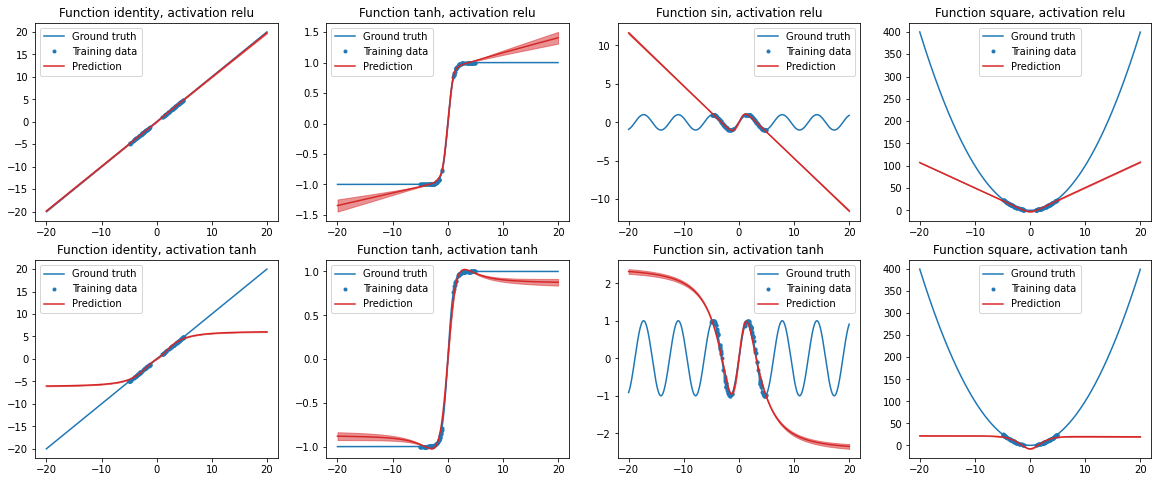 Function identity, activation relu
Ground truth
Training data
Prediction
20
15
10
5
0
−5
−10
−15
−20
−20 −10 0 10 20
Function tanh, activation relu
Ground truth
Training data
Prediction
1.5
1.0
0.5
0.0
−0.5
−1.0
−1.5
−20 −10 0 10 20
Function sin, activation relu
Ground truth
Training data
Prediction
10
5
0
−5
−10
−20 −10 0 10 20
Function square, activation relu
Ground truth
Training data
Prediction
400
350
300
250
200
150
100
50
0
−20 −10 0 10 20
Function identity, activation tanh
Ground truth
Training data
Prediction
20
15
10
5
0
−5
−10
−15
−20
−20 −10 0 10 20
Function tanh, activation tanh
Ground truth
Training data
Prediction
1.0
0.5
0.0
−0.5
−1.0
−20 −10 0 10 20
Function sin, activation tanh
Ground truth
Training data
Prediction
2
1
0
−1
−2
−20 −10 0 10 20
Function square, activation tanh
Ground truth
Training data
Prediction
400
350
300
250
200
150
100
50
0
−20 −10 0 10 20